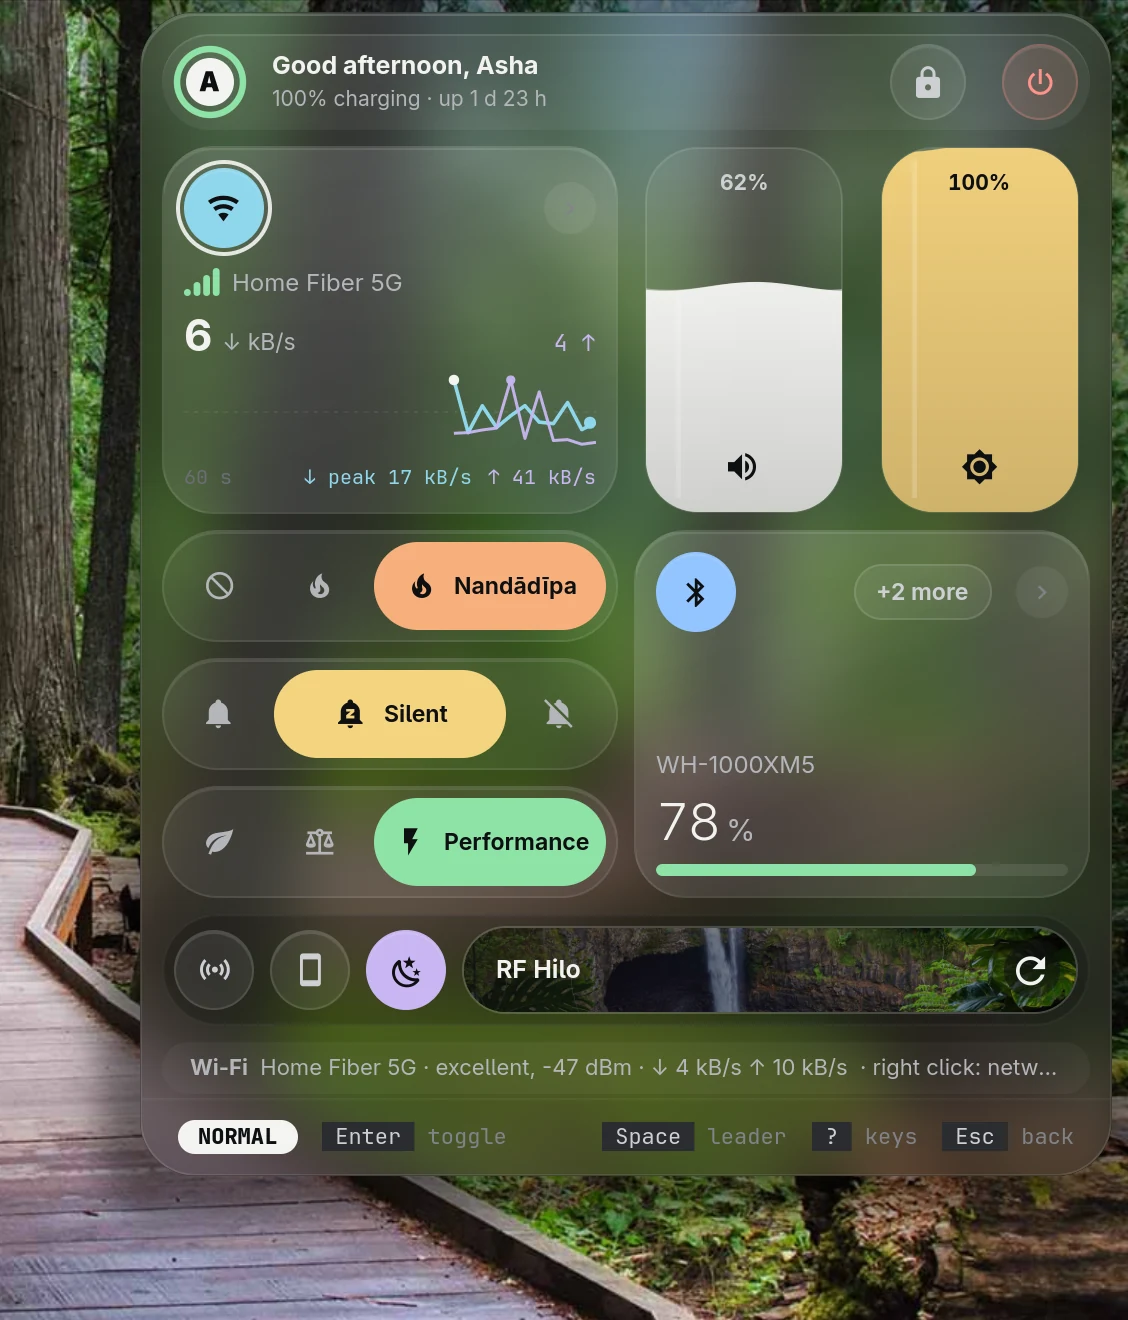 A
Good afternoon, Asha
100% charging · up 1 d 23 h
62%
100%
Home Fiber 5G
6 ↓ kB/s
4 ↑
60 s ↓ peak 17 kB/s ↑ 41 kB/s
Nandādīpa
+2 more
Silent
WH-1000XM5
78 %
Performance
RF Hilo
Wi-Fi Home Fiber 5G · excellent, -47 dBm · ↓ 4 kB/s ↑ 10 kB/s · right click: netw...
NORMAL Enter toggle Space leader ? keys Esc back